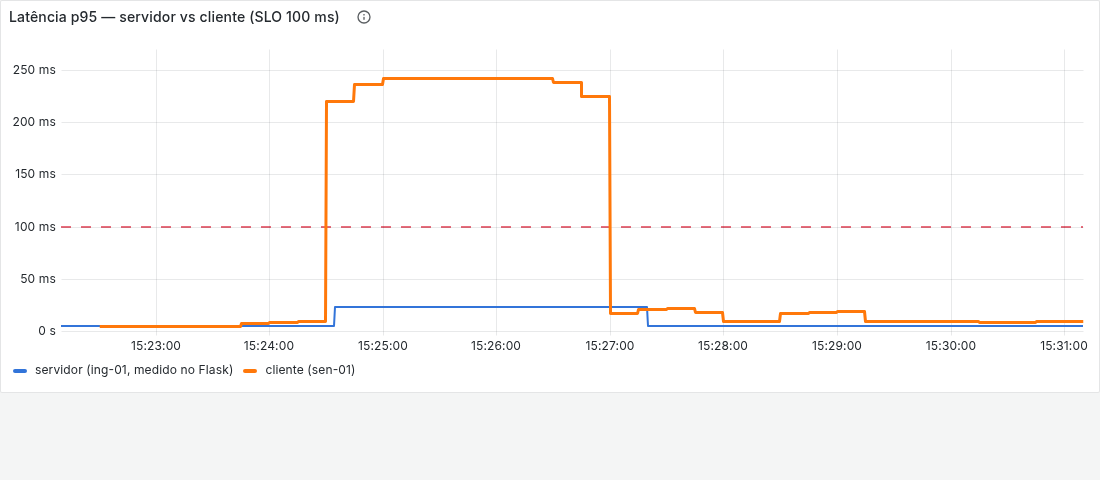 Latência p95 — servidor vs cliente (SLO 100 ms)
250 ms
200 ms
150 ms
100 ms
50 ms
0 s
15:23:00 15:24:00 15:25:00 15:26:00 15:27:00 15:28:00 15:29:00 15:30:00 15:31:00
servidor (ing-01, medido no Flask) cliente (sen-01)